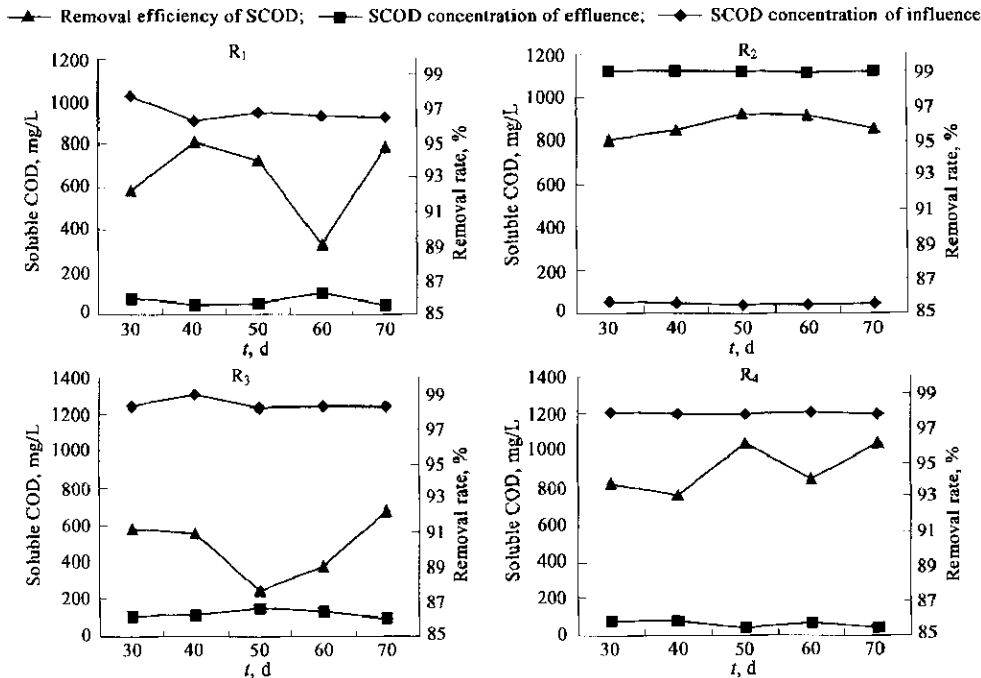 Removal efficiency of SCOD; SCOD concentration of effluence; SCOD concentration of influence
R1
1200
1000
800
600
400
200
0
Soluble COD, mg/L
99
97
95
93
91
89
87
85
Removal rate, %
30 40 50 60 70
t, d
R2
1200
1000
800
600
400
200
0
Soluble COD, mg/L
99
97
95
93
91
89
87
85
Removal rate, %
30 40 50 60 70
t, d
R3
1400
1200
1000
800
600
400
200
0
Soluble COD, mg/L
99
97
95
93
91
89
87
85
Removal rate, %
30 40 50 60 70
t, d
R4
1400
1200
1000
800
600
400
200
0
Soluble COD, mg/L
99
97
95
93
91
89
87
85
Removal rate, %
30 40 50 60 70
t, d